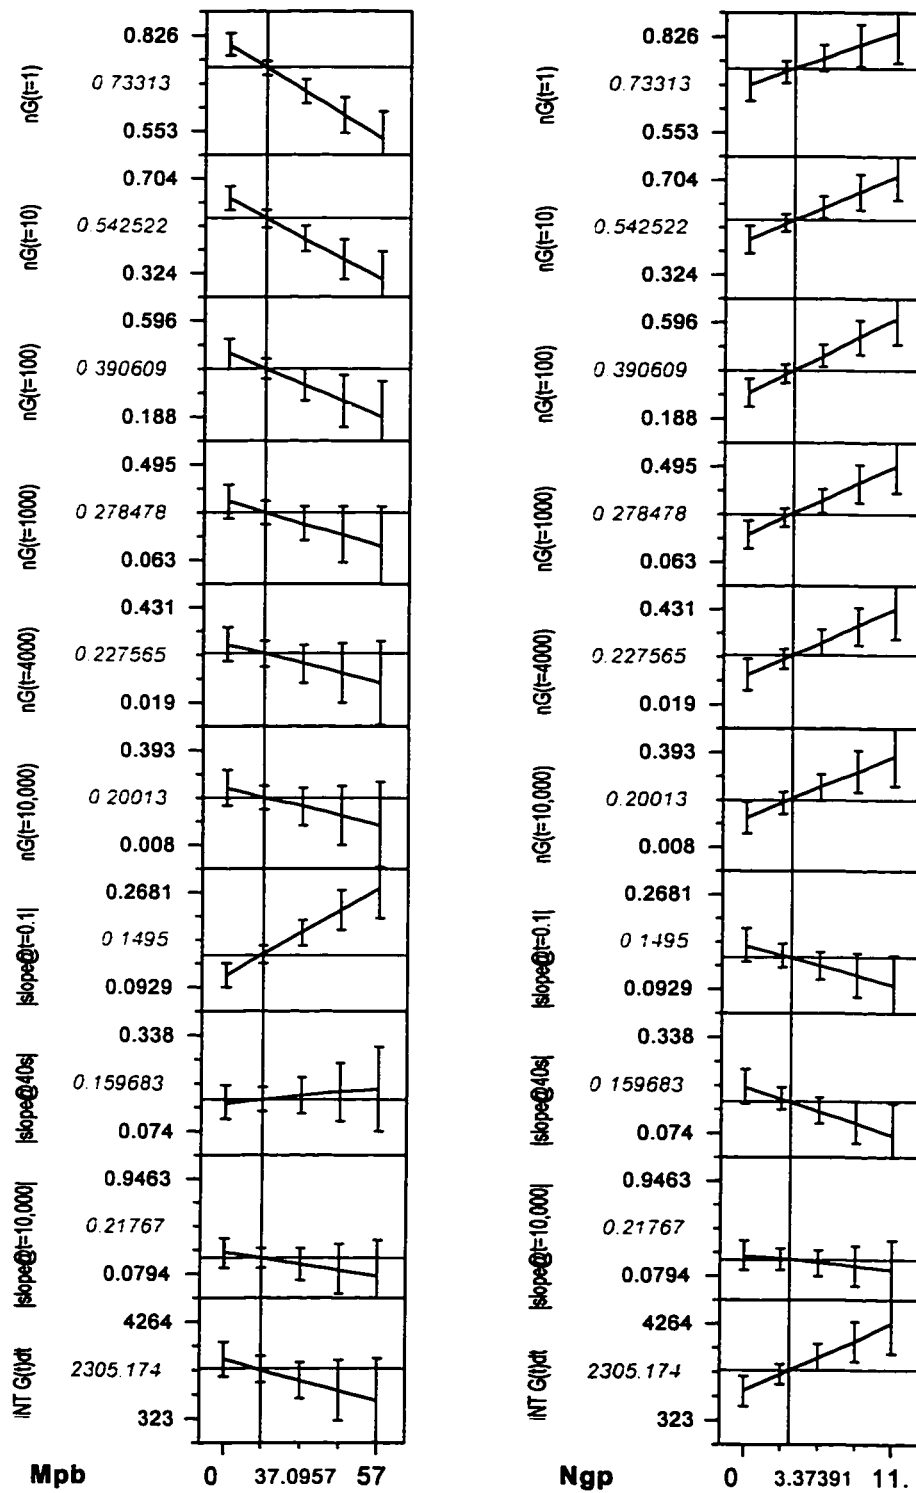 nG(t=1) 0.826 0.73313 0.553
nG(t=10) 0.704 0.542522 0.324
nG(t=100) 0.596 0.390609 0.188
nG(t=1000) 0.495 0.278478 0.063
nG(t=4000) 0.431 0.227565 0.019
nG(t=10,000) 0.393 0.20013 0.008
|slope@t=0.1| 0.2681 0.1495 0.0929
|slope@40s| 0.338 0.159683 0.074
|slope@t=10,000| 0.9463 0.21767 0.0794
INT G(t)dt 4264 2305.174 323
Mpb 0 37.0957 57
nG(t=1) 0.826 0.73313 0.553
nG(t=10) 0.704 0.542522 0.324
nG(t=100) 0.596 0.390609 0.188
nG(t=1000) 0.495 0.278478 0.063
nG(t=4000) 0.431 0.227565 0.019
nG(t=10,000) 0.393 0.20013 0.008
|slope@t=0.1| 0.2681 0.1495 0.0929
|slope@40s| 0.338 0.159683 0.074
|slope@t=10,000| 0.9463 0.21767 0.0794
INT G(t)dt 4264 2305.174 323
Ngp 0 3.37391 11.